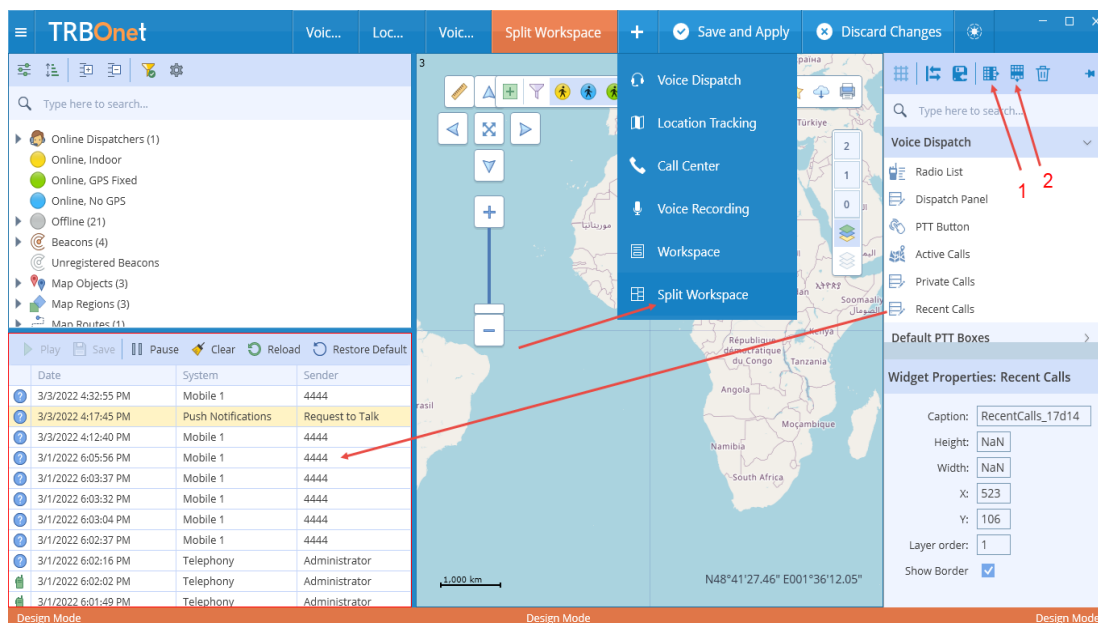 TRBOnet
Voic...
Loc...
Voic...
Split Workspace
Save and Apply
Discard Changes
Type here to search...
Online Dispatchers (1)
Online, Indoor
Online, GPS Fixed
Online, No GPS
Offline (21)
Beacons (4)
Unregistered Beacons
Map Objects (3)
Map Regions (3)
Map Routes (1)
Play
Save
Pause
Clear
Reload
Restore Default
Date System Sender
3/3/2022 4:32:55 PM Mobile 1 4444
3/3/2022 4:17:45 PM Push Notifications Request to Talk
3/3/2022 4:12:40 PM Mobile 1 4444
3/1/2022 6:05:56 PM Mobile 1 4444
3/1/2022 6:03:37 PM Mobile 1 4444
3/1/2022 6:03:32 PM Mobile 1 4444
3/1/2022 6:03:04 PM Mobile 1 4444
3/1/2022 6:02:37 PM Mobile 1 4444
3/1/2022 6:02:16 PM Telephony Administrator
3/1/2022 6:02:02 PM Telephony Administrator
3/1/2022 6:01:49 PM Telephony Administrator
3
Voice Dispatch
Location Tracking
Call Center
Voice Recording
Workspace
Split Workspace
Türkiye
2
1
0
موريتانيا
Soomaaliy
الصومال
Kenya
République
démocratique
du Congo
Tanzania
Angola
Moçambique
Namibia
South Africa
rasil
1,000 km
N48°41'27.46" E001°36'12.05"
Type here to search...
Voice Dispatch
1
2
Radio List
Dispatch Panel
PTT Button
Active Calls
Private Calls
Recent Calls
Default PTT Boxes
Widget Properties: Recent Calls
Caption: RecentCalls_17d14
Height: NaN
Width: NaN
X: 523
Y: 106
Layer order: 1
Show Border
Design Mode
Design Mode
Design Mode